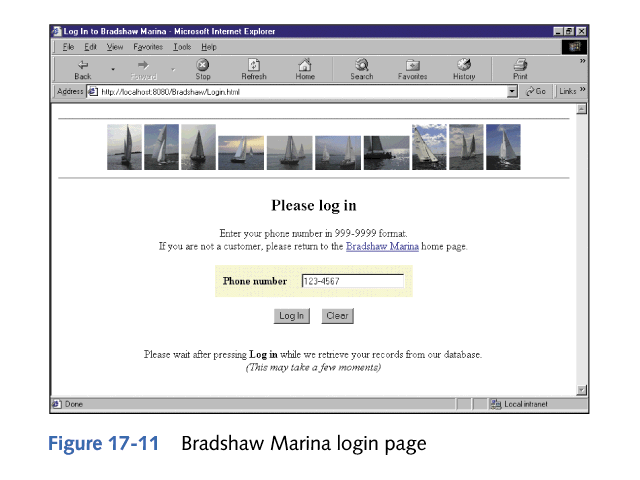 Log In to Bradshaw Marina - Microsoft Internet Explorer
File Edit View Favorites Tools Help
Back Forward Stop Refresh Home Search Favorites History Print »
Address http://localhost:8080/Bradshaw/Login.html Go Links »
Please log in
Enter your phone number in 999-9999 format.
If you are not a customer, please return to the Bradshaw Marina home page.
Phone number 123-4567
Log In Clear
Please wait after pressing Log in while we retrieve your records from our database.
(This may take a few moments)
Done Local intranet
Figure 17-11 Bradshaw Marina login page